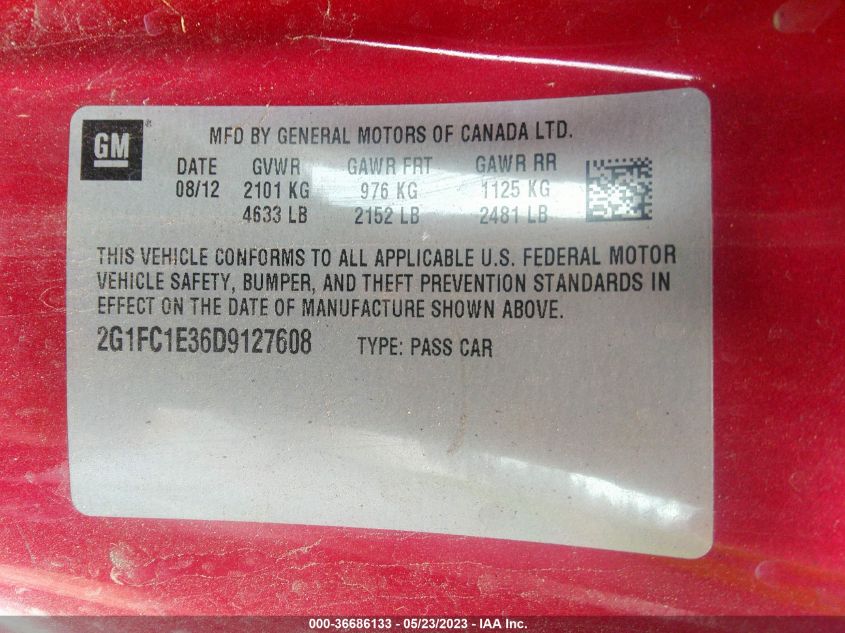 GM
MFD BY GENERAL MOTORS OF CANADA LTD.
DATE GVWR GAWR FRT GAWR RR
08/12 2101 KG 976 KG 1125 KG
4633 LB 2152 LB 2481 LB
THIS VEHICLE CONFORMS TO ALL APPLICABLE U.S. FEDERAL MOTOR
VEHICLE SAFETY, BUMPER, AND THEFT PREVENTION STANDARDS IN
EFFECT ON THE DATE OF MANUFACTURE SHOWN ABOVE.
2G1FC1E36D9127608 TYPE: PASS CAR
000-36686133 - 05/23/2023 - IAA Inc.